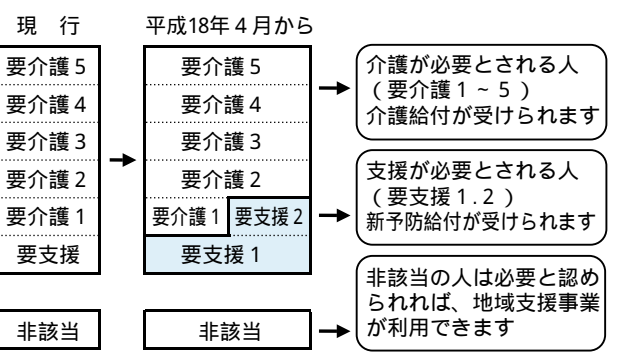 現 行
要介護5
要介護4
要介護3
要介護2
要介護1
要支援
非該当
平成18年4月から
要介護5
要介護4
要介護3
要介護2
要介護1 要支援2
要支援1
非該当
介護が必要とされる人
(要介護1~5)
介護給付が受けられます
支援が必要とされる人
(要支援1.2)
新予防給付が受けられます
非該当の人は必要と認め
られれば、地域支援事業
が利用できます